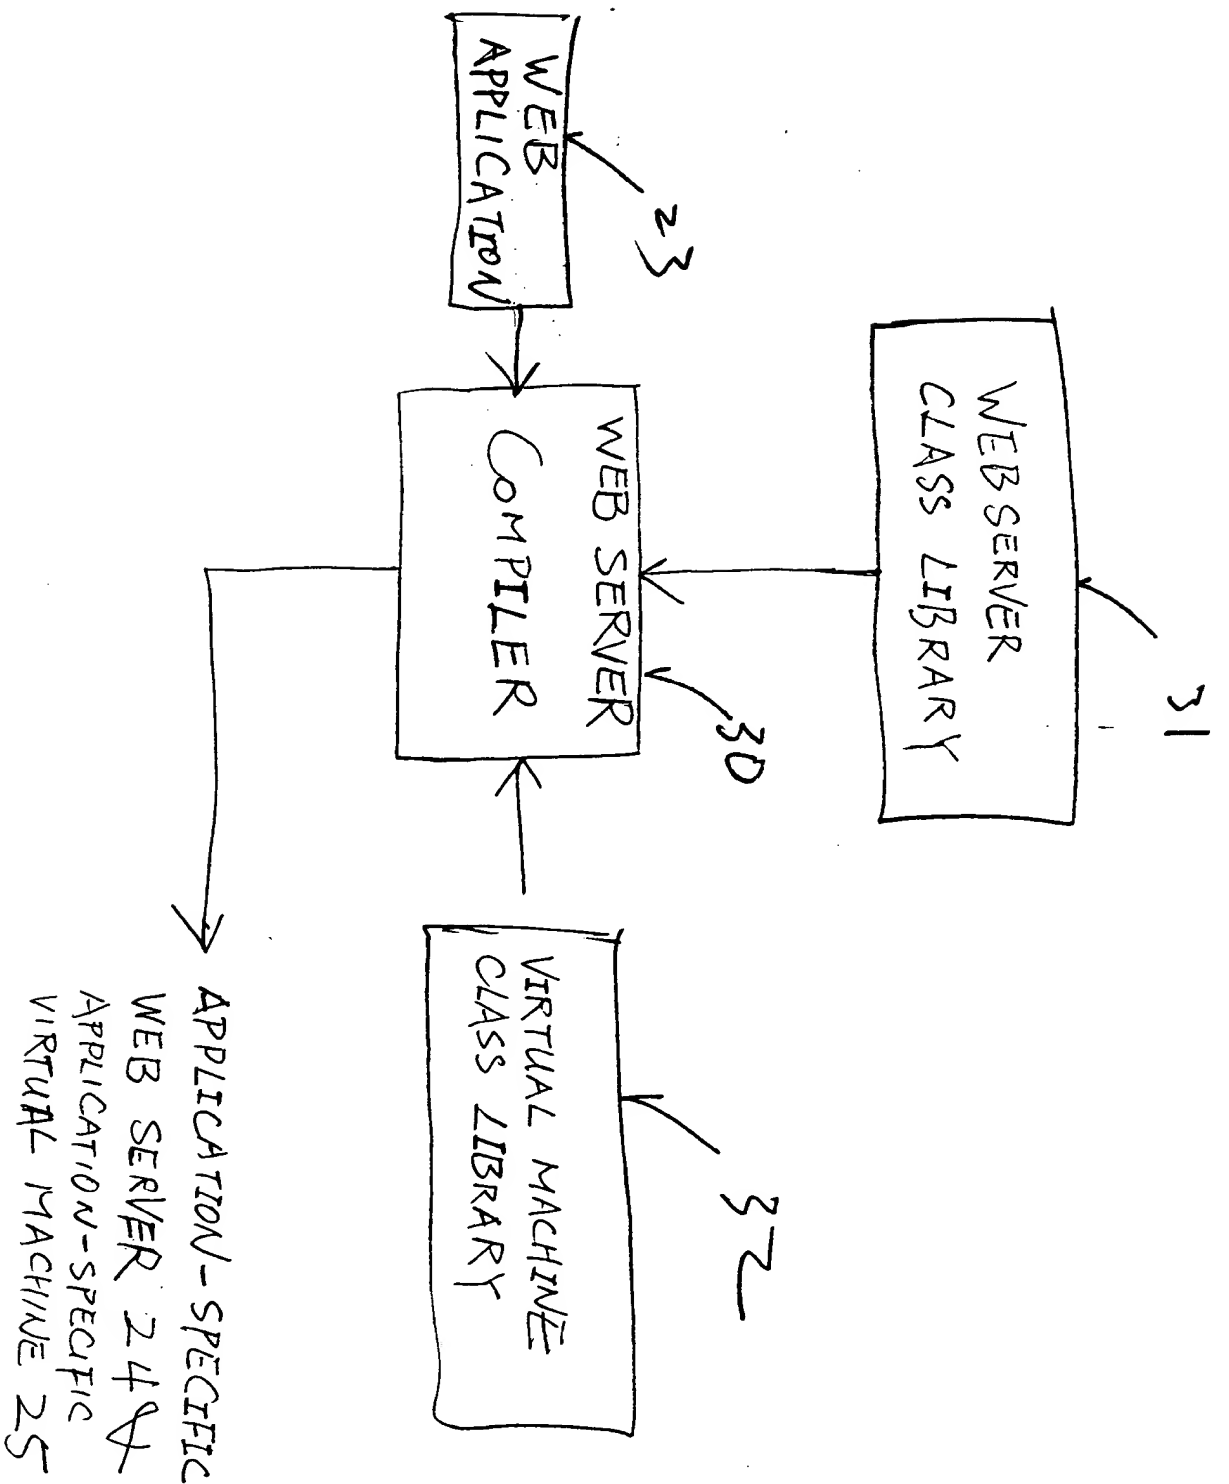 31
WEB SERVER
CLASS LIBRARY
23
WEB
APPLICATION
30
WEB SERVER
COMPILER
32
VIRTUAL MACHINE
CLASS LIBRARY
APPLICATION-SPECIFIC
WEB SERVER 24 &
APPLICATION-SPECIFIC
VIRTUAL MACHINE 25